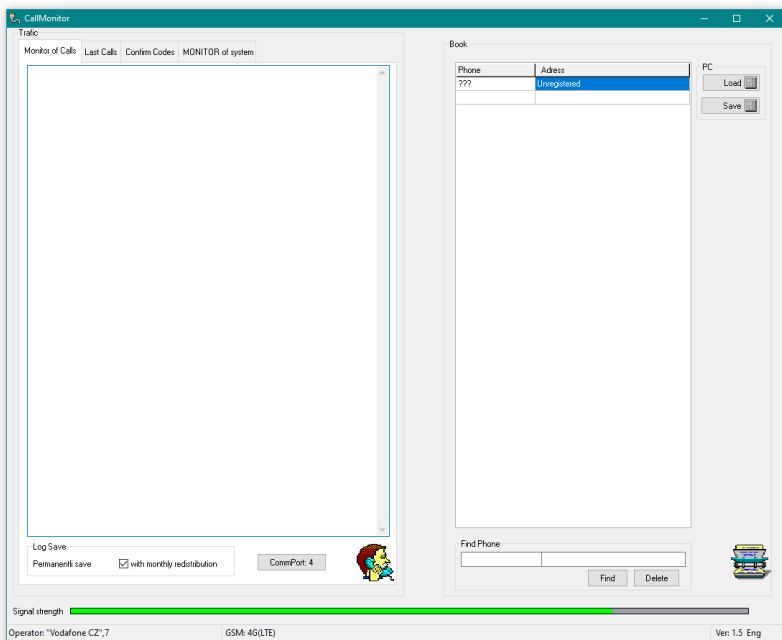 CallMonitor
Trafic
Monitor of Calls Last Calls Confirm Codes MONITOR of system
Log Save
Permanentli save with monthly redistribution
CommPort: 4
Book
Phone Adress
??? Unregistered
PC
Load
Save
Find Phone
Find Delete
Signal strength
Operator: "Vodafone CZ",7 GSM: 4G(LTE) Ver: 1.5 Eng